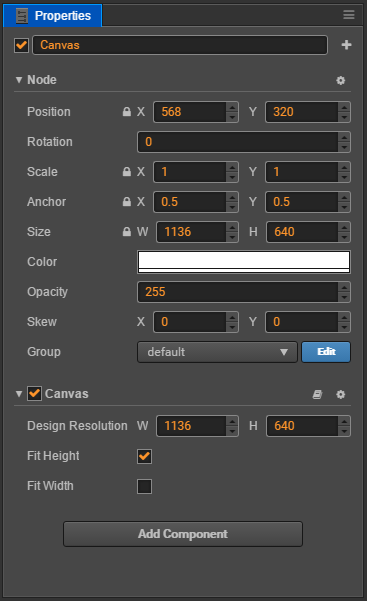 Properties
Canvas
Node
Position X 568 Y 320
Rotation 0
Scale X 1 Y 1
Anchor X 0.5 Y 0.5
Size W 1136 H 640
Color
Opacity 255
Skew X 0 Y 0
Group default Edit
Canvas
Design Resolution W 1136 H 640
Fit Height
Fit Width
Add Component